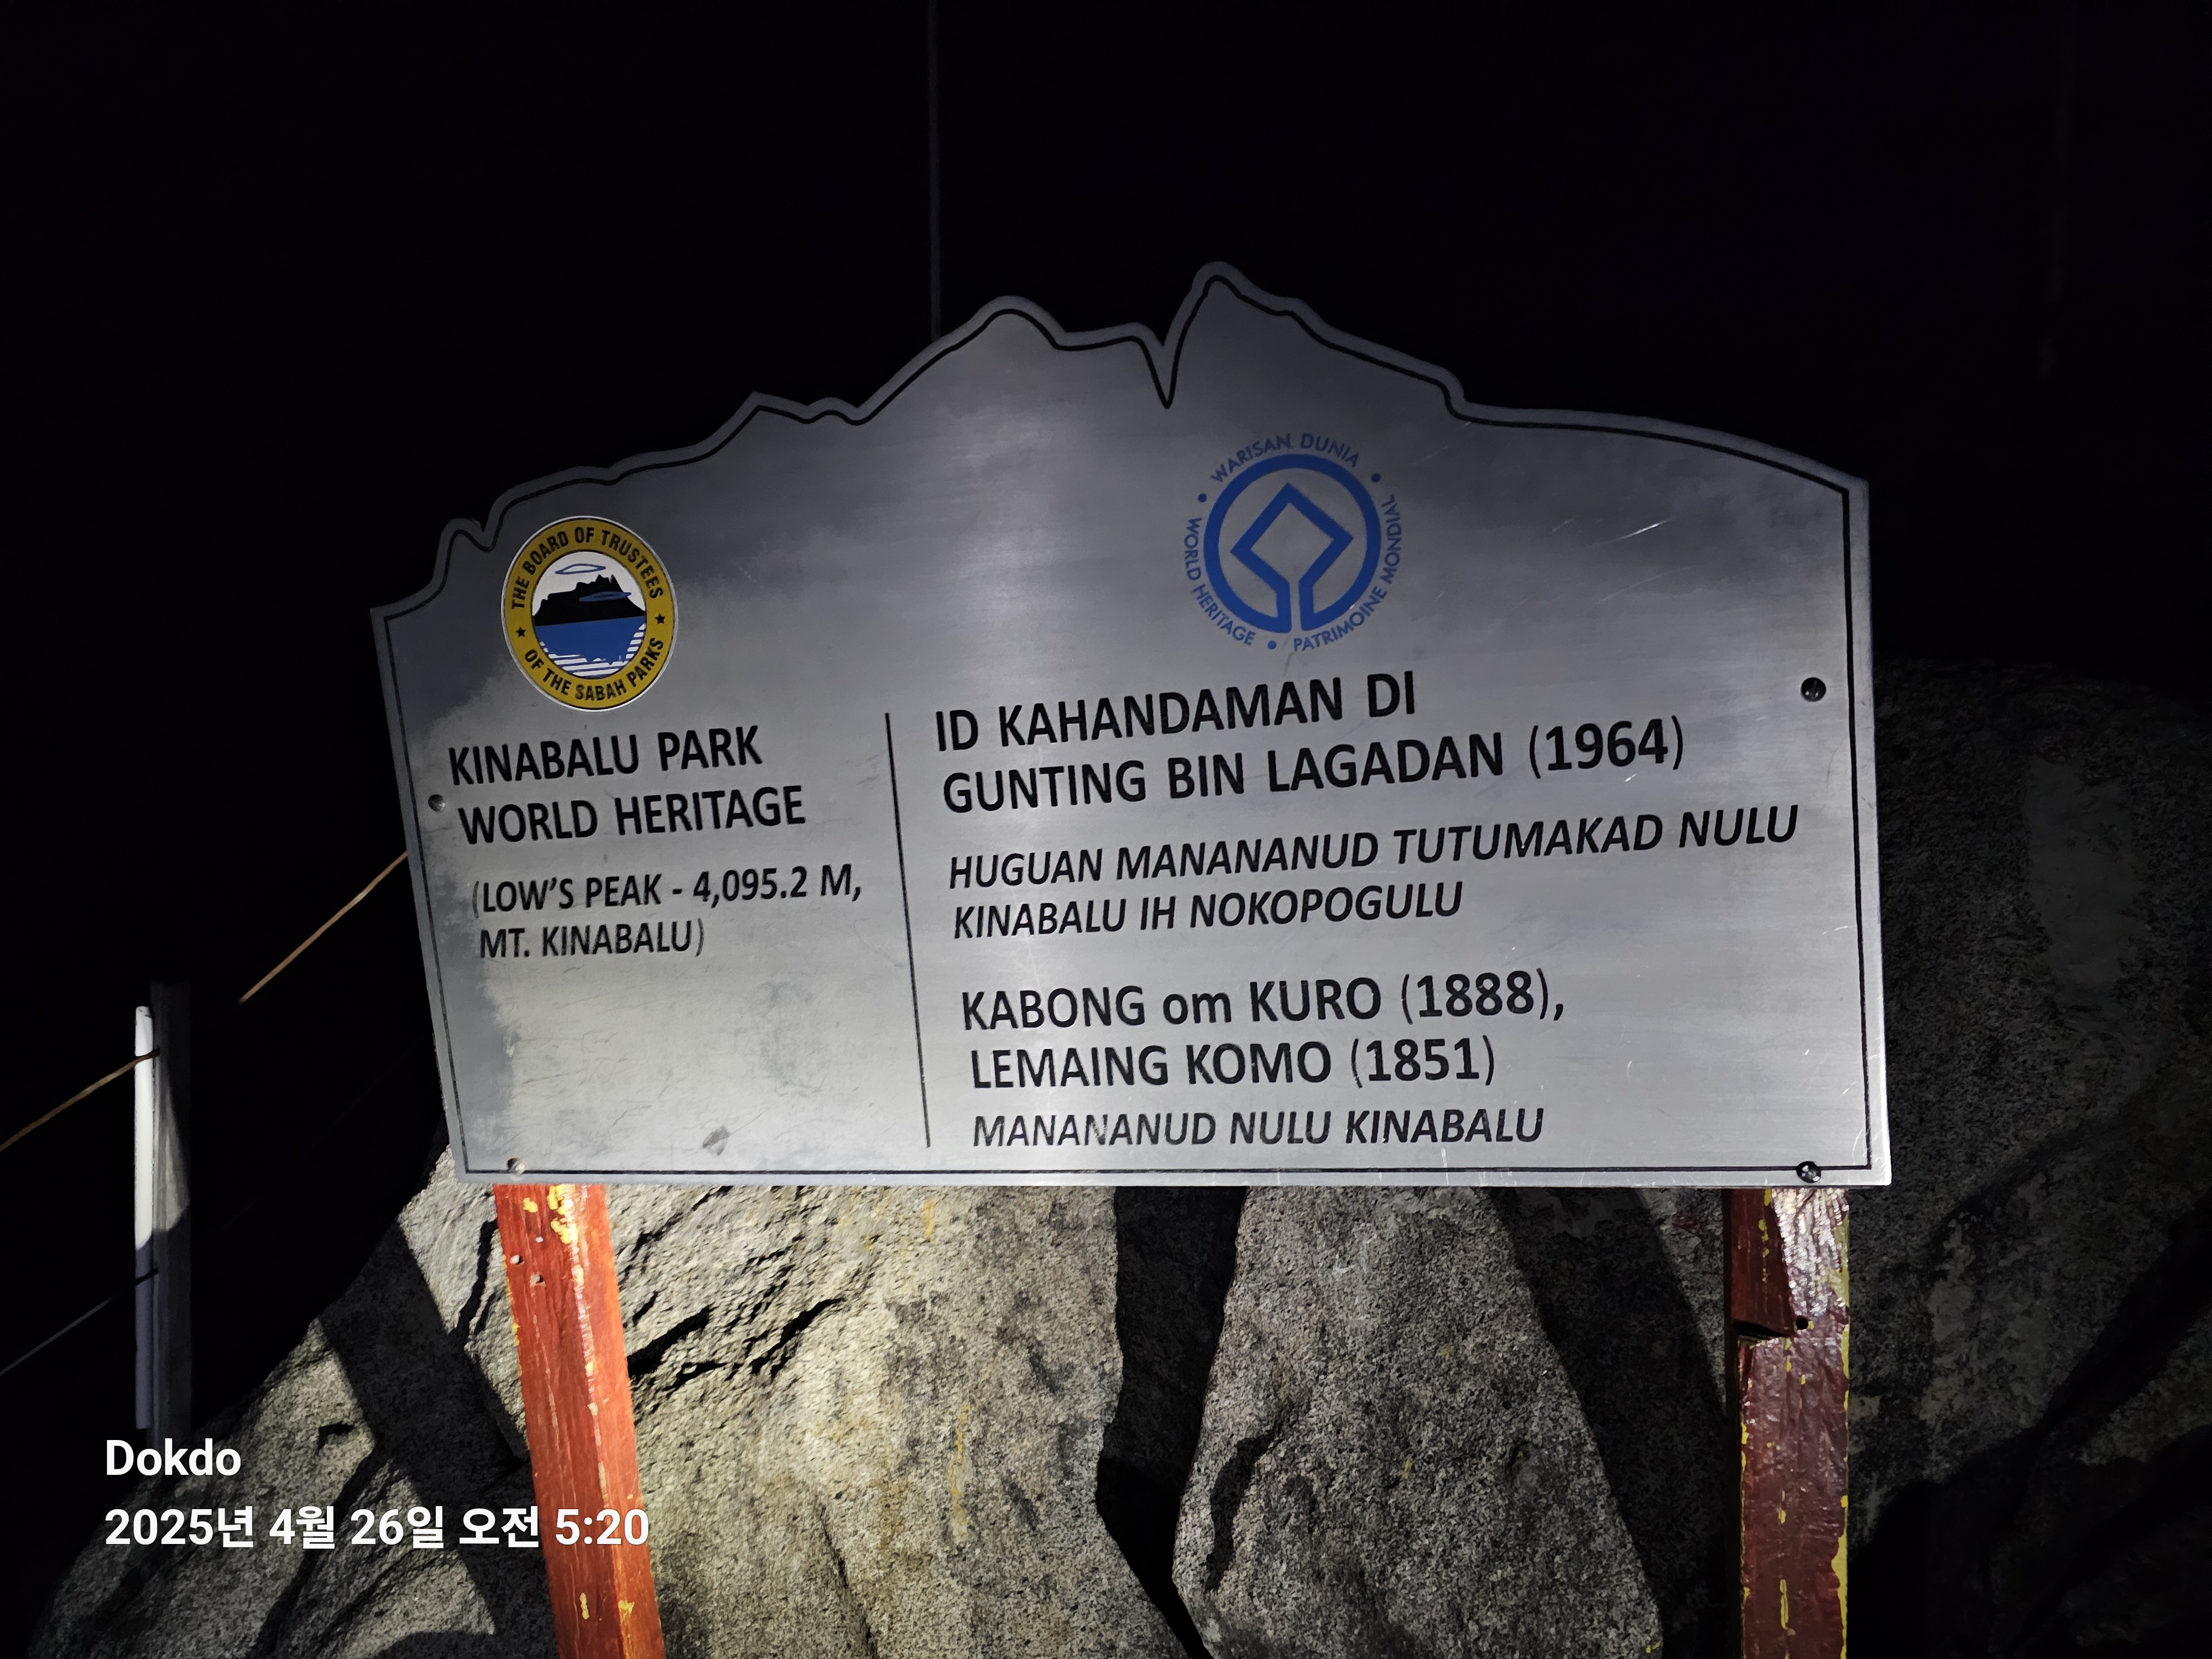 THE BOARD OF TRUSTEES
OF THE SABAH PARKS
KINABALU PARK
WORLD HERITAGE
(LOW'S PEAK - 4,095.2 M,
MT. KINABALU)
WARISAN DUNIA
WORLD HERITAGE
PATRIMOINE MONDIAL
ID KAHANDAMAN DI
GUNTING BIN LAGADAN (1964)
HUGUAN MANANANUD TUTUMAKAD NULU
KINABALU IH NOKOPOGULU
KABONG om KURO (1888),
LEMAING KOMO (1851)
MANANANUD NULU KINABALU
Dokdo
2025년 4월 26일 오전 5:20